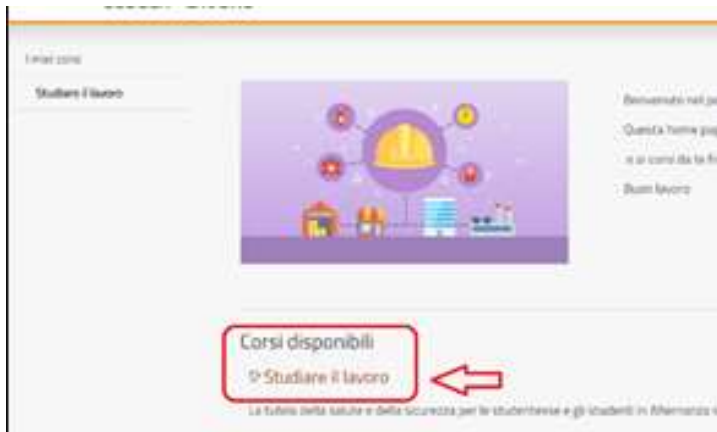 I miei corsi
Studiare il lavoro
Benvenuto nel
Questa home
Buon lavoro
Corsi disponibili
Studiare il lavoro
La tutela della salute e della sicurezza per le studentesse e gli studenti in Alternanza